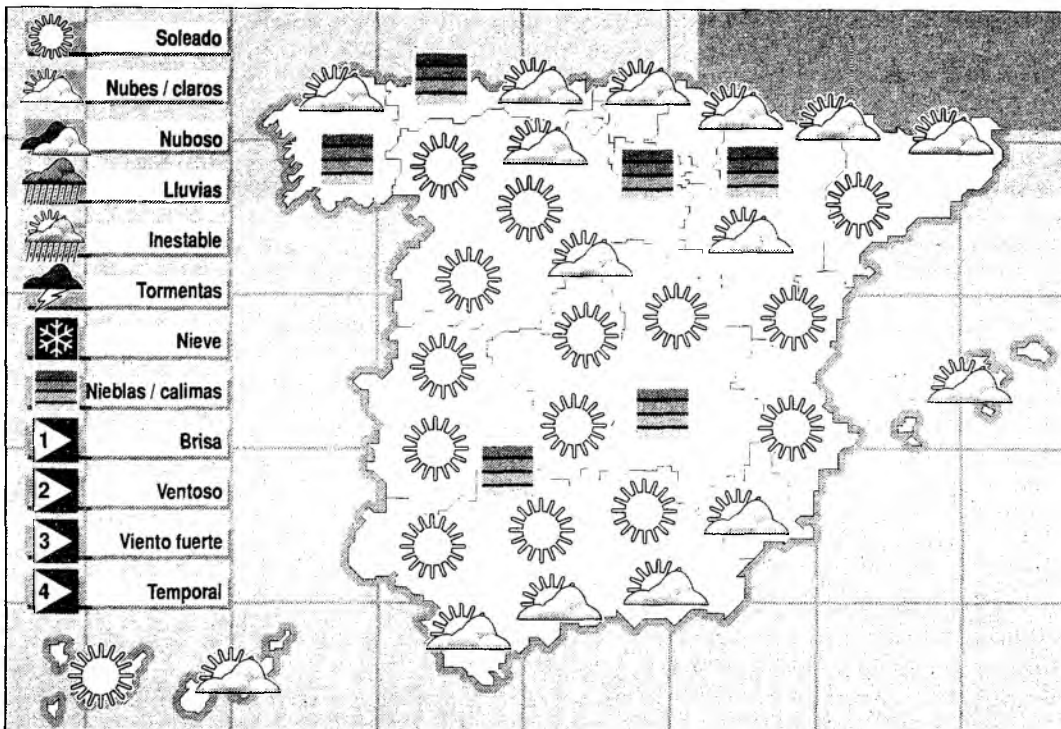 Soleado
Nubes / claros
Nuboso
Lluvias
Inestable
Tormentas
Nieve
Nieblas / calimas
1 Brisa
2 Ventoso
3 Viento fuerte
4 Temporal